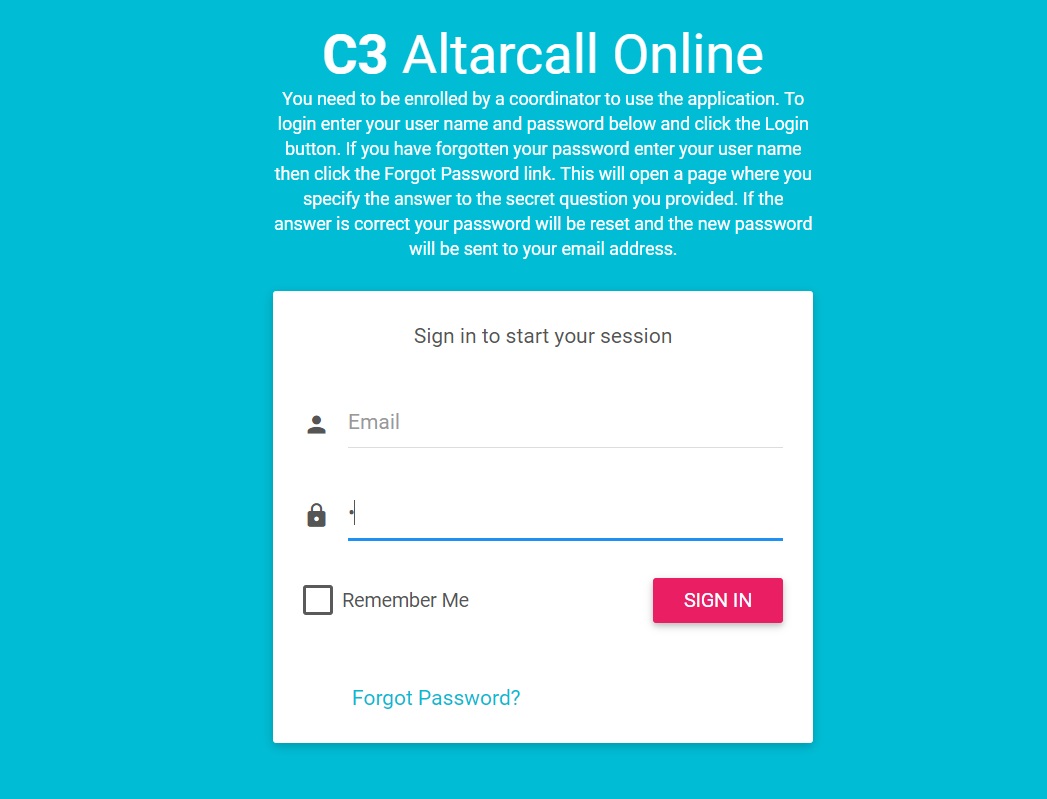 C3 Altarcall Online
You need to be enrolled by a coordinator to use the application. To
login enter your user name and password below and click the Login
button. If you have forgotten your password enter your user name
then click the Forgot Password link. This will open a page where you
specify the answer to the secret question you provided. If the
answer is correct your password will be reset and the new password
will be sent to your email address.
Sign in to start your session
Email
•
Remember Me
SIGN IN
Forgot Password?